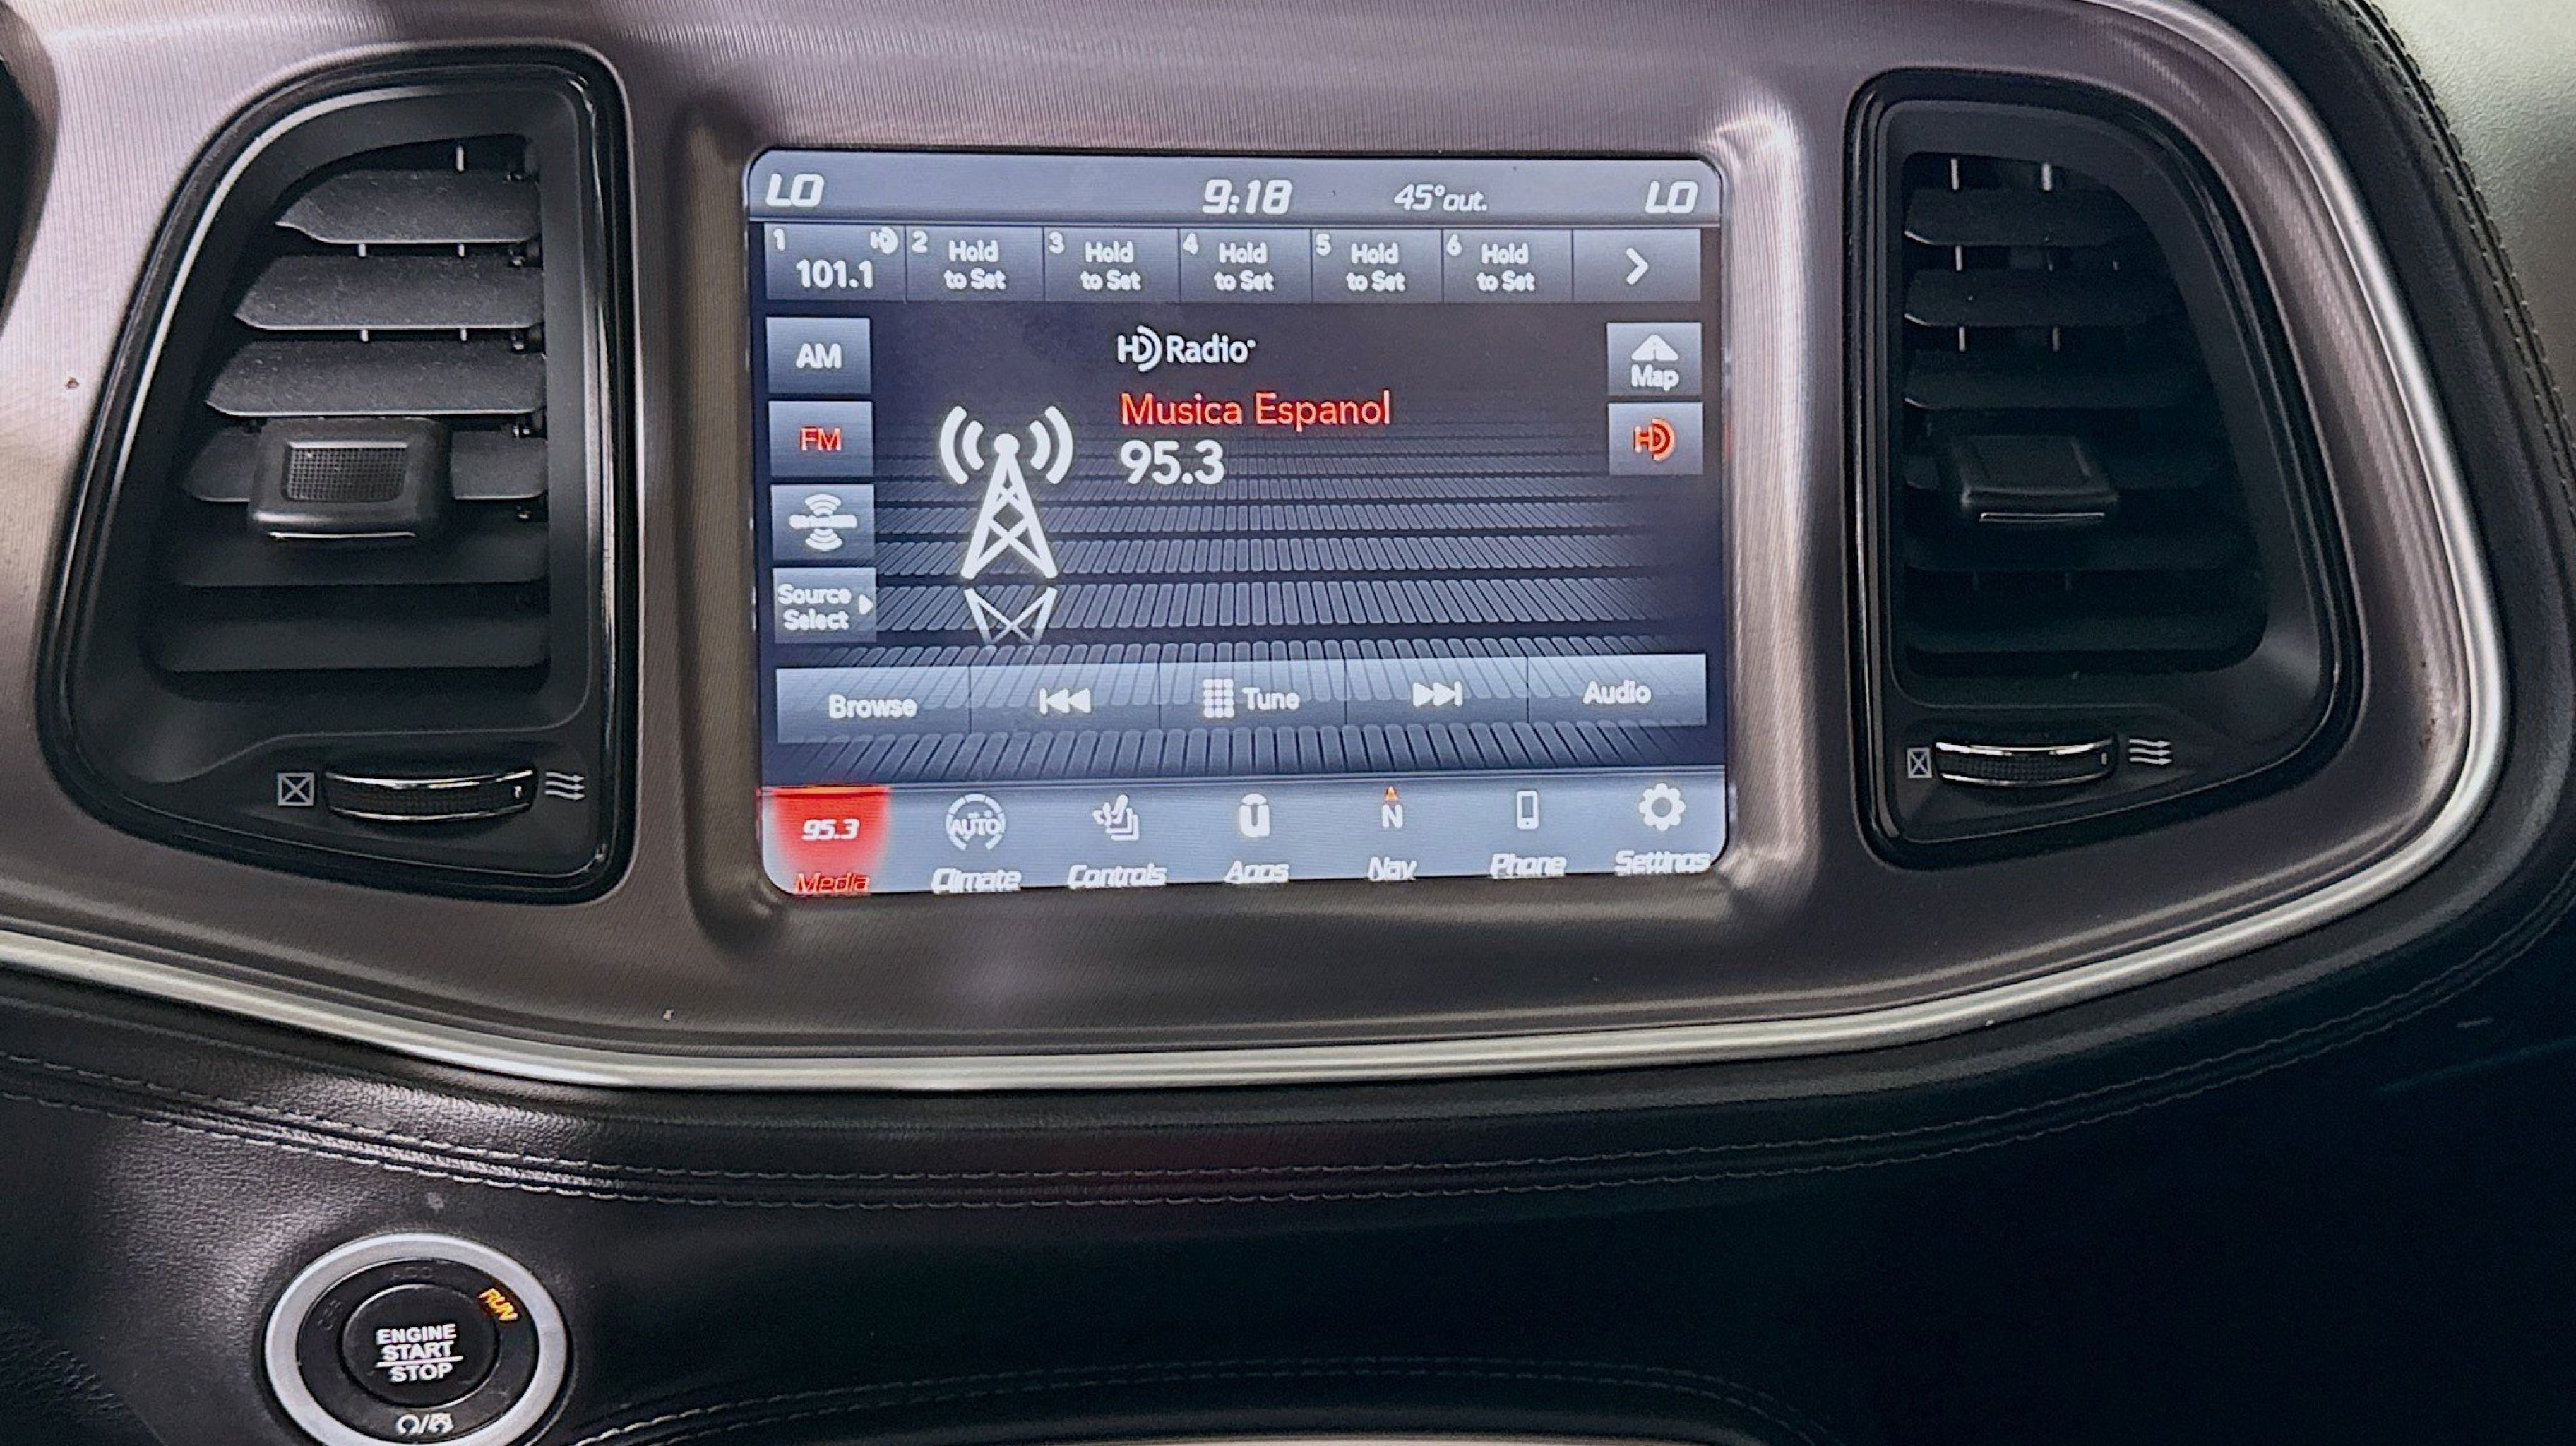 LO 9:18 45°out. LO
1 101.1 HD 2 Hold to Set 3 Hold to Set 4 Hold to Set 5 Hold to Set 6 Hold to Set
HD Radio
AM
Map
Musica Espanol
FM
95.3
HD
Source
Select
Browse Tune Audio
95.3 AUTO N
Media Climate Controls Apps Nav Phone Settings
RUN
ENGINE
START
STOP